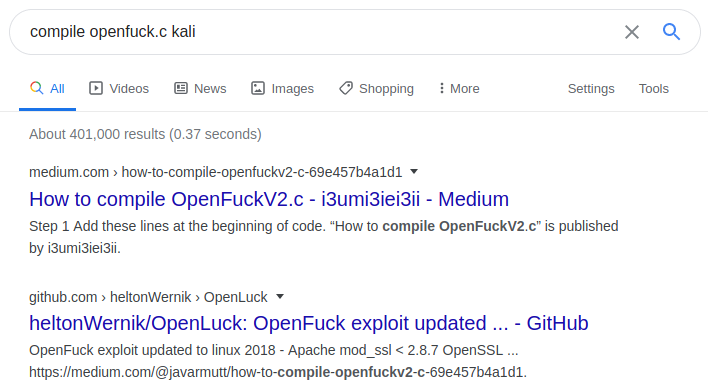 compile openfuck.c kali
All Videos News Images Shopping More Settings Tools
About 401,000 results (0.37 seconds)
medium.com › how-to-compile-openfuckv2-c-69e457b4a1d1
How to compile OpenFuckV2.c - i3umi3iei3ii - Medium
Step 1 Add these lines at the beginning of code. “How to compile OpenFuckV2.c” is published
by i3umi3iei3ii.
github.com › heltonWernik › OpenLuck
heltonWernik/OpenLuck: OpenFuck exploit updated ... - GitHub
OpenFuck exploit updated to linux 2018 - Apache mod_ssl < 2.8.7 OpenSSL ...
https://medium.com/@javarmutt/how-to-compile-openfuckv2-c-69e457b4a1d1.